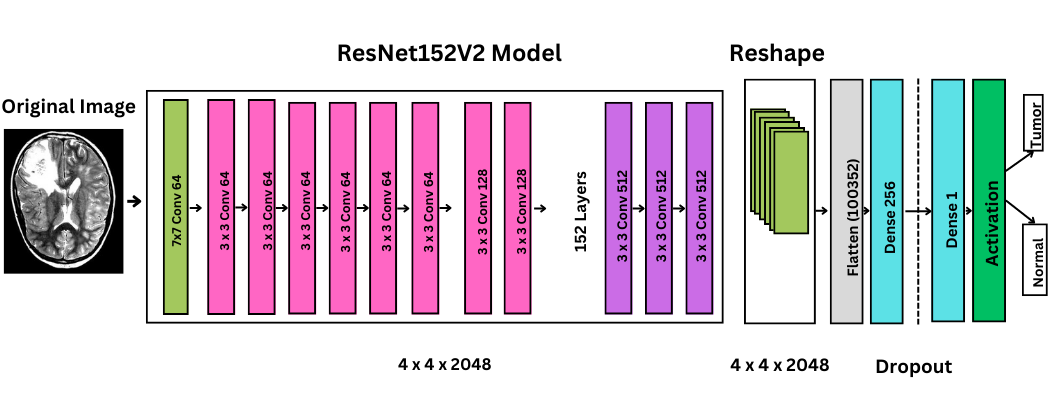 ResNet152V2 Model
Reshape
Original Image
7x7 Conv 64
3 x 3 Conv 64
3 x 3 Conv 64
3 x 3 Conv 64
3 x 3 Conv 64
3 x 3 Conv 64
3 x 3 Conv 64
3 x 3 Conv 128
3 x 3 Conv 128
152 Layers
3 x 3 Conv 512
3 x 3 Conv 512
3 x 3 Conv 512
Flatten (100352)
Dense 256
Dense 1
Activation
Tumor
Normal
4 x 4 x 2048
4 x 4 x 2048
Dropout